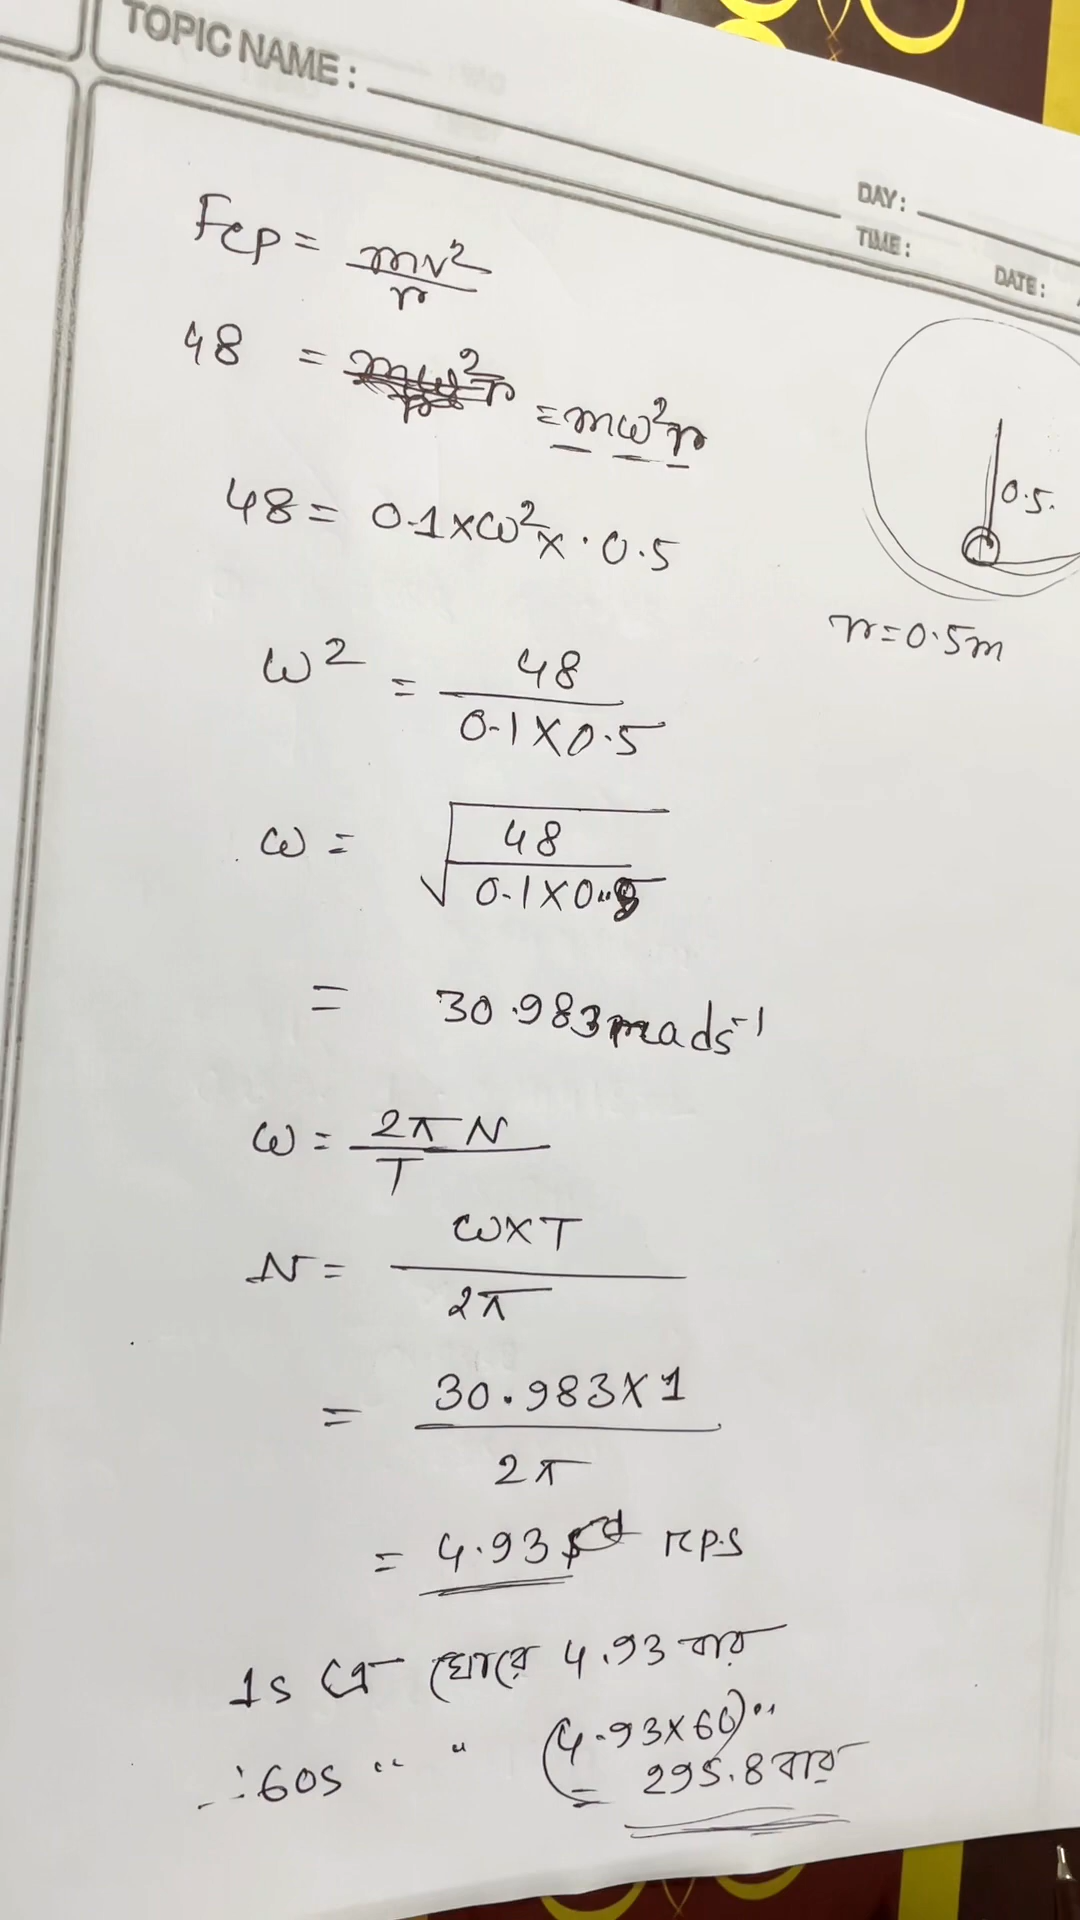 TOPIC NAME :
DAY :
TIME :
DATE :
Fcp = mv²/r
48 = mω²r
48 = 0.1×ω²×0.5
0.5.
r=0.5m
ω² = 48/0.1×0.5
ω = √48/0.1×0.5
= 30.983rads⁻¹
ω = 2πN/T
N = ω×T/2π
= 30.983×1/2π
= 4.93 rps
1s এ ঘোরে 4.93 বার
∴60s " " (4.93×60) "
= 295.8 বার